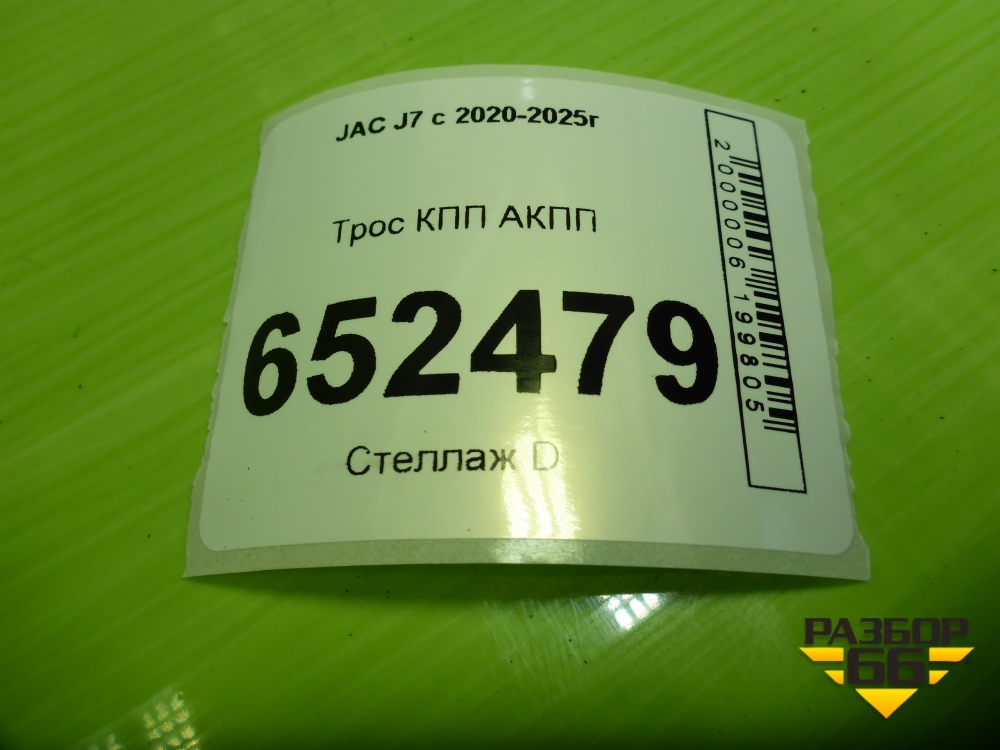 JAC J7 с 2020-2025г
Трос КПП АКПП
652479
Стеллаж D
2000006199805
РАЗБОР
66